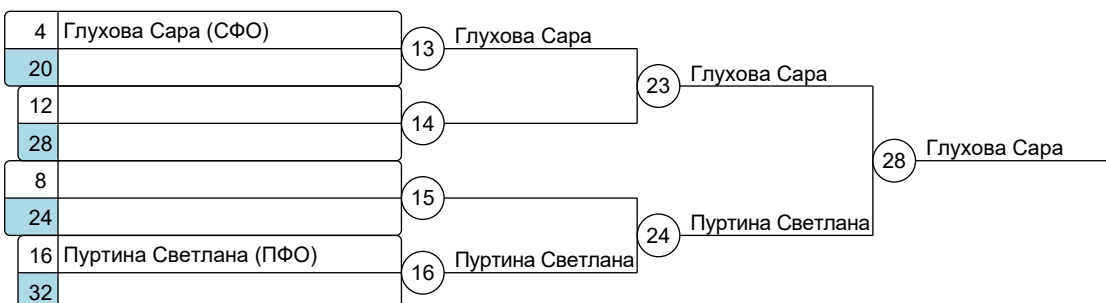 4 Глухова Сара (СФО)
20
13 Глухова Сара
12
28
14
23 Глухова Сара
8
24
15
28 Глухова Сара
16 Пуртина Светлана (ПФО)
32
16 Пуртина Светлана
24 Пуртина Светлана